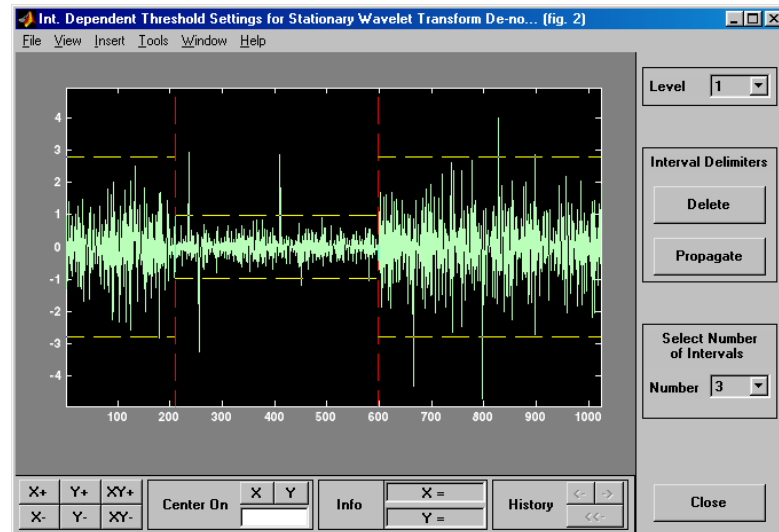 Int. Dependent Threshold Settings for Stationary Wavelet Transform De-no... (fig. 2)
File View Insert Tools Window Help
4
3
2
1
0
-1
-2
-3
-4
100 200 300 400 500 600 700 800 900 1000
Level 1
Interval Delimiters
Delete
Propagate
Select Number
of Intervals
Number 3
Close
X+ Y+ XY+
X- Y- XY-
Center On X Y
Info X =
Y =
History <- ->
<<-